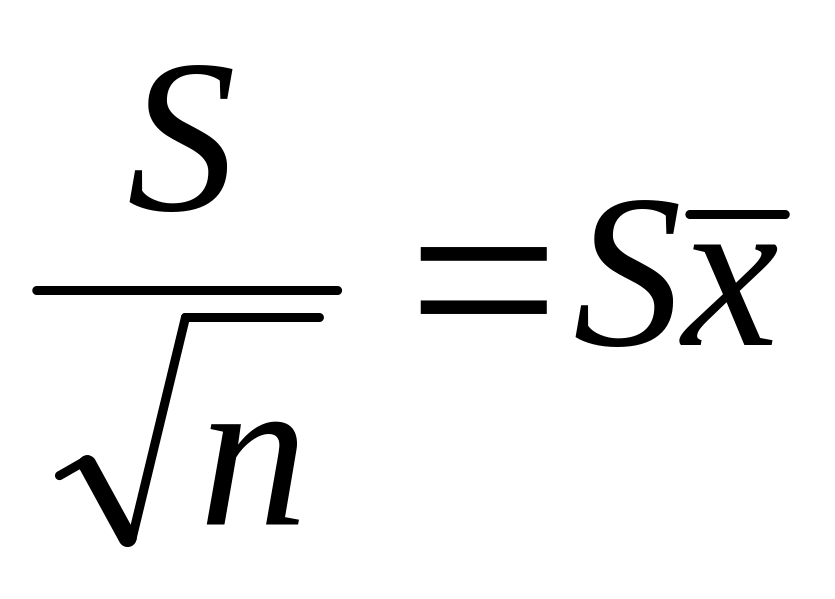 S/√n = Sx̅